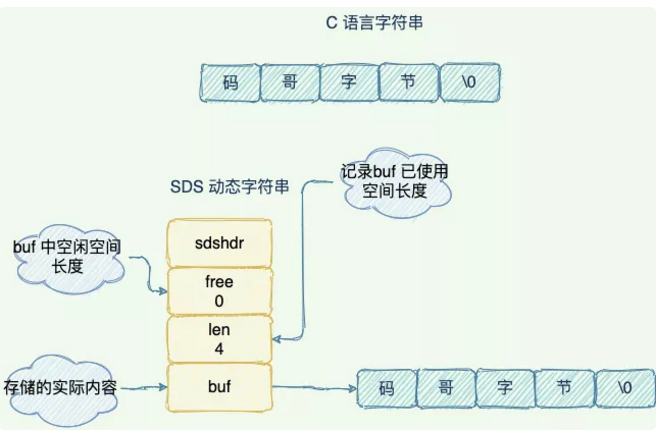 C 语言字符串
码 哥 字 节 \0
SDS 动态字符串
记录buf 已使用
空间长度
buf 中空闲空间
长度
存储的实际内容
sdshdr
free
0
len
4
buf
码 哥 字 节 \0